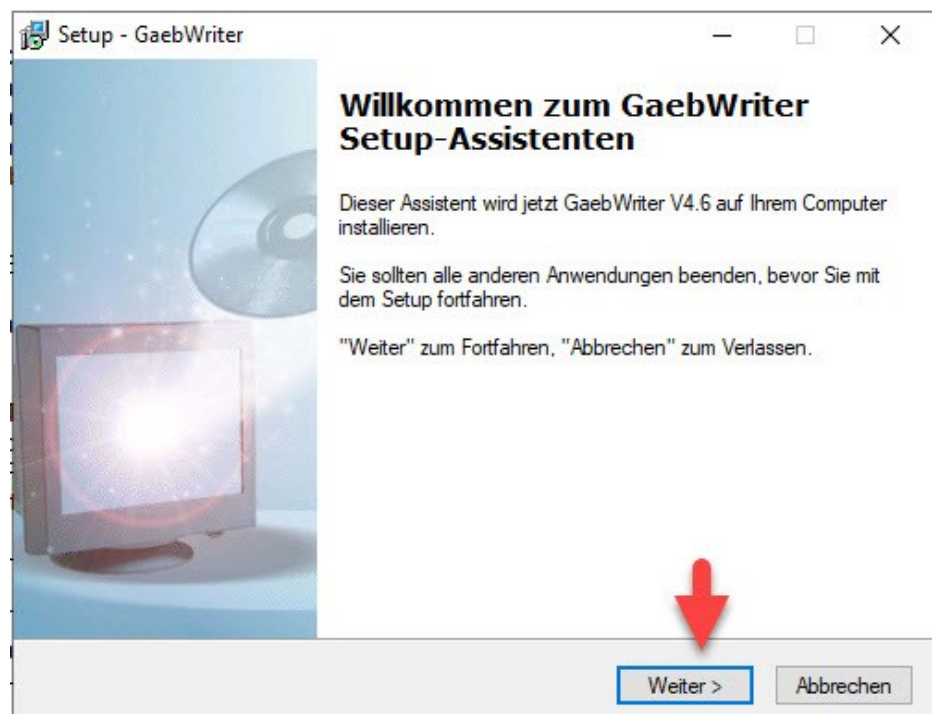 Setup - GaebWriter
Willkommen zum GaebWriter
Setup-Assistenten
Dieser Assistent wird jetzt GaebWriter V4.6 auf Ihrem Computer
installieren.
Sie sollten alle anderen Anwendungen beenden, bevor Sie mit
dem Setup fortfahren.
"Weiter" zum Fortfahren, "Abbrechen" zum Verlassen.
Weiter > Abbrechen